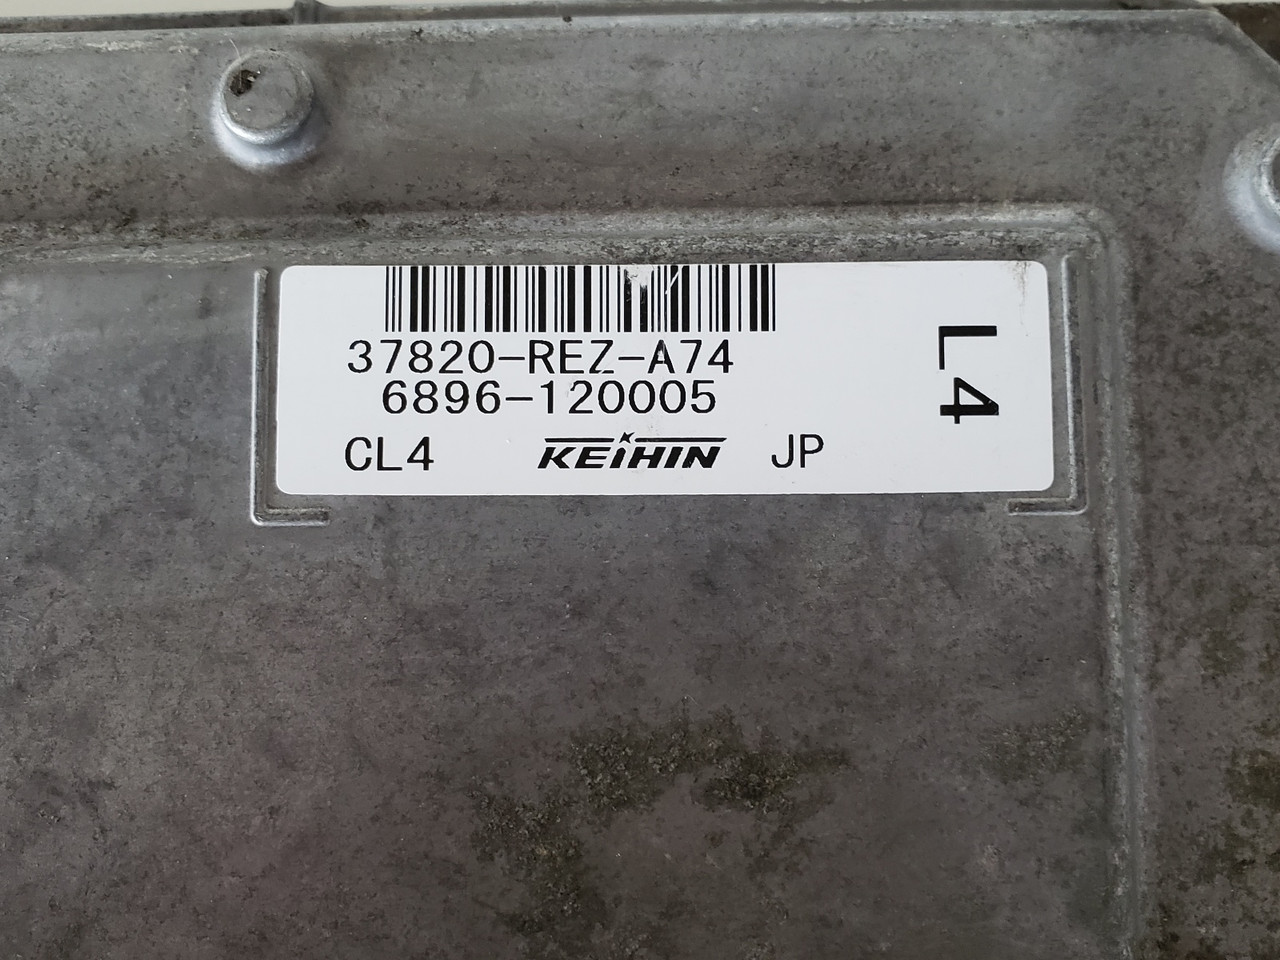 37820-REZ-A74
6896-120005
CL4 KEIHIN JP
L4